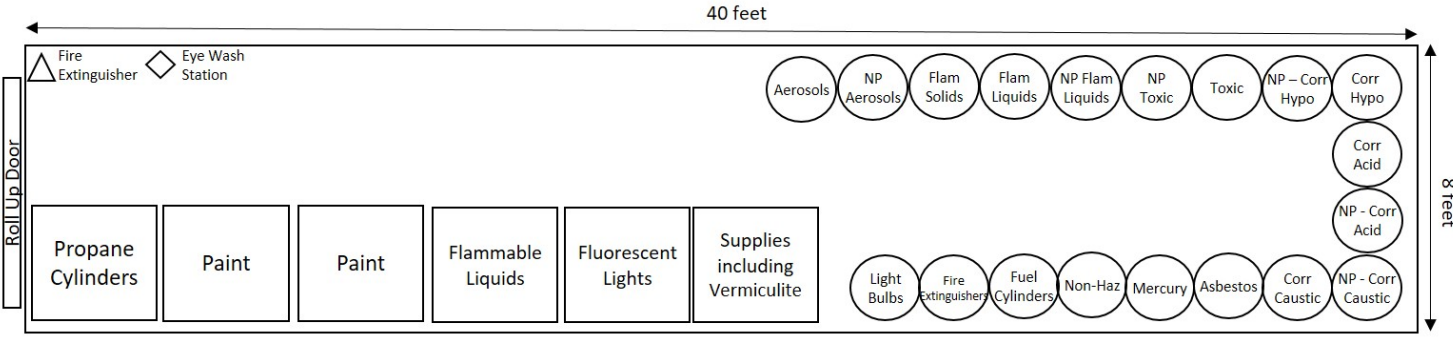 40 feet
Fire
Extinguisher
Eye Wash
Station
Aerosols
NP
Aerosols
Flam
Solids
Flam
Liquids
NP Flam
Liquids
NP
Toxic
Toxic
NP – Corr
Hypo
Corr
Hypo
Corr
Acid
NP - Corr
Acid
8 feet
Roll Up Door
Propane
Cylinders
Paint
Paint
Flammable
Liquids
Fluorescent
Lights
Supplies
including
Vermiculite
Light
Bulbs
Fire
Extinguishers
Fuel
Cylinders
Non-Haz
Mercury
Asbestos
Corr
Caustic
NP - Corr
Caustic